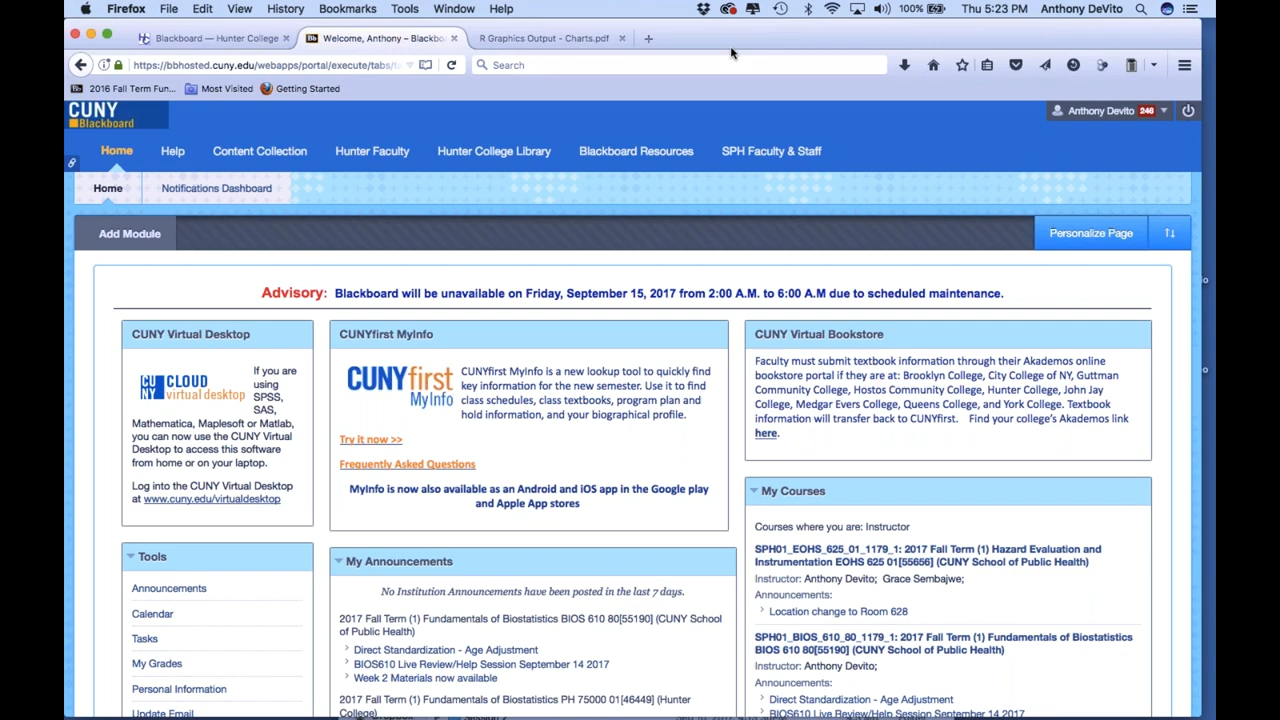 Firefox File Edit View History Bookmarks Tools Window Help 100% Thu 5:23 PM Anthony DeVito
Blackboard — Hunter College Welcome, Anthony – Blackbo R Graphics Output - Charts.pdf
https://bbhosted.cuny.edu/webapps/portal/execute/tabs/ Search
2016 Fall Term Fun... Most Visited Getting Started
CUNY
Blackboard
Anthony Devito 246
Home Help Content Collection Hunter Faculty Hunter College Library Blackboard Resources SPH Faculty & Staff
Home Notifications Dashboard
Add Module Personalize Page
Advisory: Blackboard will be unavailable on Friday, September 15, 2017 from 2:00 A.M. to 6:00 A.M due to scheduled maintenance.
CUNY Virtual Desktop
CUNY CLOUD
virtual desktop
If you are
using
SPSS,
SAS,
Mathematica, Maplesoft or Matlab,
you can now use the CUNY Virtual
Desktop to access this software
from home or on your laptop.
Log into the CUNY Virtual Desktop
at www.cuny.edu/virtualdesktop
Tools
Announcements
Calendar
Tasks
My Grades
Personal Information
Update Email
CUNYfirst MyInfo
CUNYfirst
MyInfo
CUNYfirst MyInfo is a new lookup tool to quickly find
key information for the new semester. Use it to find
class schedules, class textbooks, program plan and
hold information, and your biographical profile.
Try it now >>
Frequently Asked Questions
MyInfo is now also available as an Android and iOS app in the Google play
and Apple App stores
My Announcements
No Institution Announcements have been posted in the last 7 days.
2017 Fall Term (1) Fundamentals of Biostatistics BIOS 610 80[55190] (CUNY School
of Public Health)
Direct Standardization - Age Adjustment
BIOS610 Live Review/Help Session September 14 2017
Week 2 Materials now available
2017 Fall Term (1) Fundamentals of Biostatistics PH 75000 01[46449] (Hunter
College)
CUNY Virtual Bookstore
Faculty must submit textbook information through their Akademos online
bookstore portal if they are at: Brooklyn College, City College of NY, Guttman
Community College, Hostos Community College, Hunter College, John Jay
College, Medgar Evers College, Queens College, and York College. Textbook
information will transfer back to CUNYfirst. Find your college's Akademos link
here.
My Courses
Courses where you are: Instructor
SPH01_EOHS_625_01_1179_1: 2017 Fall Term (1) Hazard Evaluation and
Instrumentation EOHS 625 01[55656] (CUNY School of Public Health)
Instructor: Anthony Devito; Grace Sembajwe;
Announcements:
Location change to Room 628
SPH01_BIOS_610_80_1179_1: 2017 Fall Term (1) Fundamentals of Biostatistics
BIOS 610 80[55190] (CUNY School of Public Health)
Instructor: Anthony Devito;
Announcements:
Direct Standardization - Age Adjustment
BIOS610 Live Review/Help Session September 14 2017